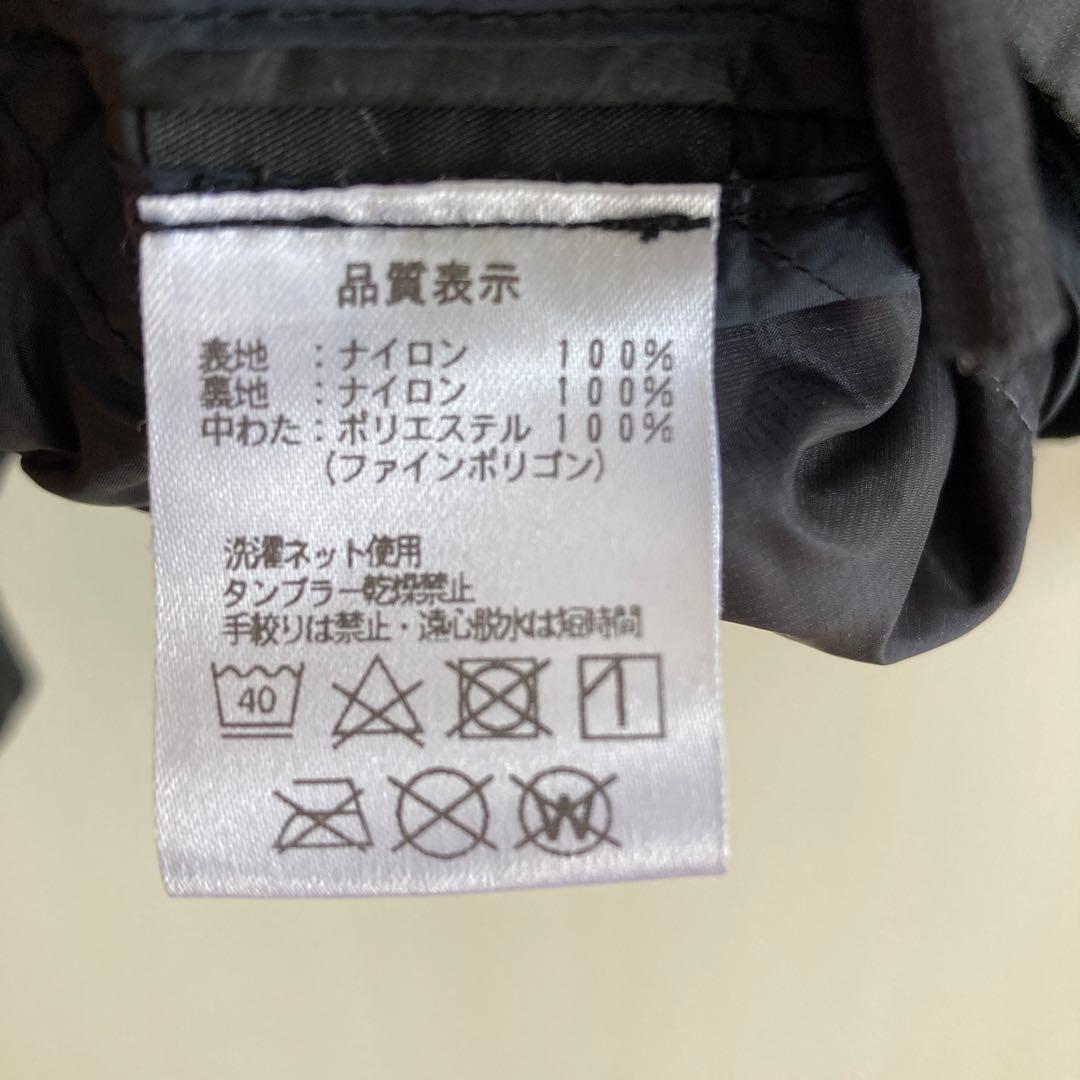 品質表示
表地 : ナイロン 100%
裏地 : ナイロン 100%
中わた : ポリエステル 100%
(ファインポリゴン)
洗濯ネット使用
タンブラー乾燥禁止
手絞りは禁止・遠心脱水は短時間
40
W